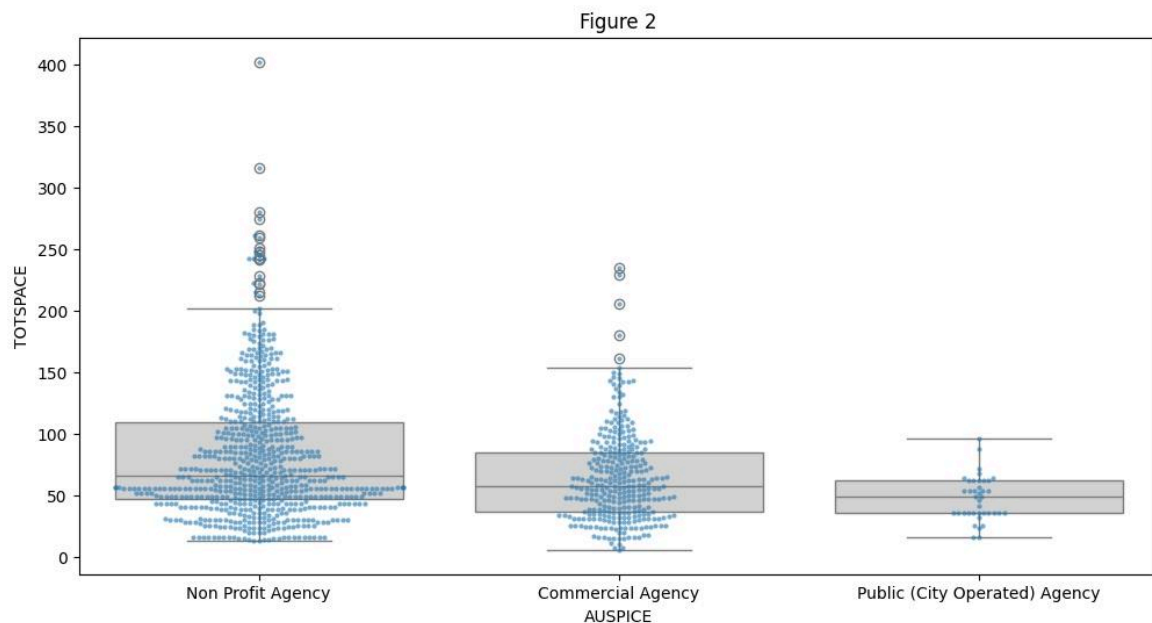 Figure 2
400
350
300
250
200
150
100
50
0
TOTSPACE
Non Profit Agency
Commercial Agency
Public (City Operated) Agency
AUSPICE